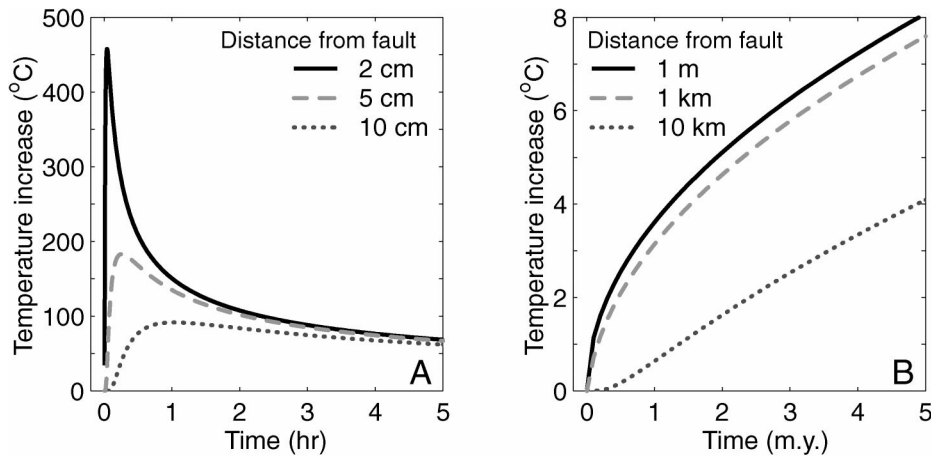 500
400
300
200
100
0
Temperature increase (°C)
Distance from fault
2 cm
5 cm
10 cm
A
0 1 2 3 4 5
Time (hr)
8
6
4
2
0
Temperature increase (°C)
Distance from fault
1 m
1 km
10 km
B
0 1 2 3 4 5
Time (m.y.)